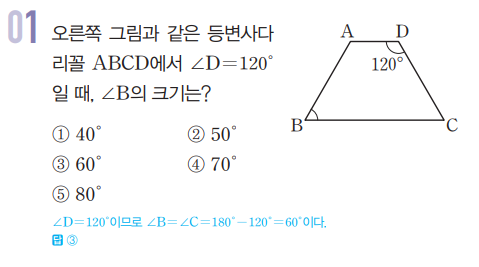 01
오른쪽 그림과 같은 등변사다
리꼴 ABCD에서 ∠D=120°
일 때, ∠B의 크기는?
① 40° ② 50°
③ 60° ④ 70°
⑤ 80°
∠D=120°이므로 ∠B=∠C=180°-120°=60°이다.
답 ③
A D
120°
B C